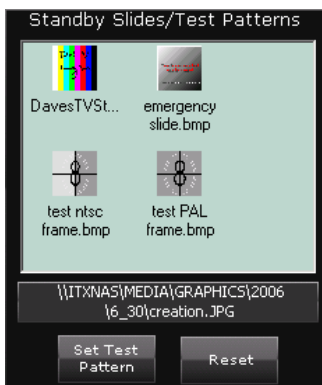 Standby Slides/Test Patterns
DavesTVSt...
emergency
slide.bmp
test ntsc
frame.bmp
test PAL
frame.bmp
\\ITXNAS\MEDIA\GRAPHICS\2006
\6_30\creation.JPG
Set Test
Pattern
Reset